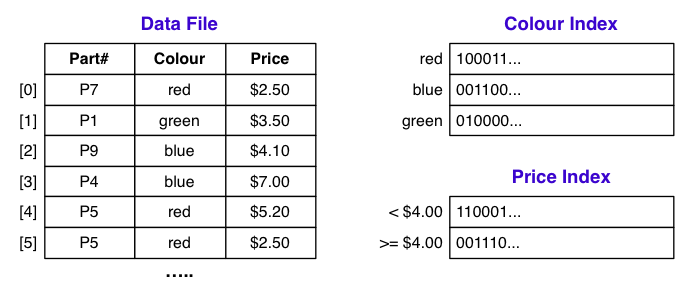 Data File
Part# Colour Price
[0] P7 red $2.50
[1] P1 green $3.50
[2] P9 blue $4.10
[3] P4 blue $7.00
[4] P5 red $5.20
[5] P5 red $2.50
.....
Colour Index
red 100011...
blue 001100...
green 010000...
Price Index
< $4.00 110001...
>= $4.00 001110...